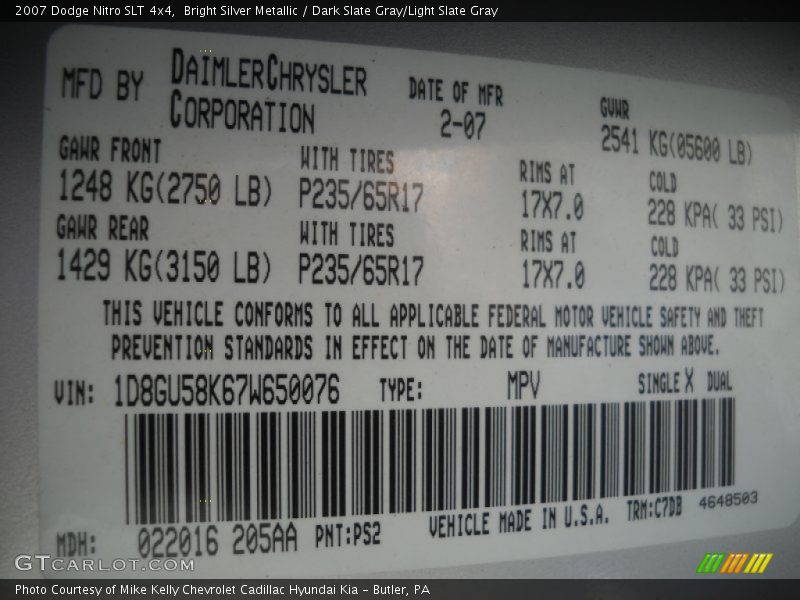 2007 Dodge Nitro SLT 4x4, Bright Silver Metallic / Dark Slate Gray/Light Slate Gray
MFD BY DAIMLERCHRYSLER CORPORATION DATE OF MFR 2-07 GVWR 2541 KG(05600 LB)
GAWR FRONT WITH TIRES RIMS AT COLD
1248 KG(2750 LB) P235/65R17 17X7.0 228 KPA( 33 PSI)
GAWR REAR WITH TIRES RIMS AT COLD
1429 KG(3150 LB) P235/65R17 17X7.0 228 KPA( 33 PSI)
THIS VEHICLE CONFORMS TO ALL APPLICABLE FEDERAL MOTOR VEHICLE SAFETY AND THEFT
PREVENTION STANDARDS IN EFFECT ON THE DATE OF MANUFACTURE SHOWN ABOVE.
VIN: 1D8GU58K67W650076 TYPE: MPV SINGLE X DUAL
MDH: 022016 205AA PNT:PS2 VEHICLE MADE IN U.S.A. TRM:C7DB 4648503
GTCARLOT.COM
Photo Courtesy of Mike Kelly Chevrolet Cadillac Hyundai Kia - Butler, PA